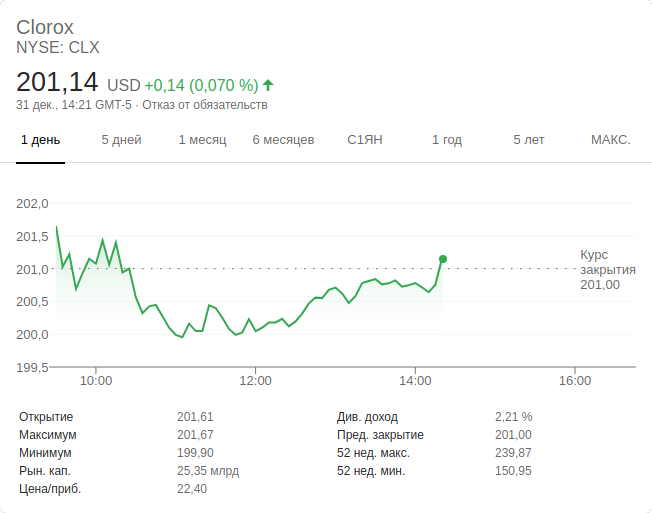 Clorox
NYSE: CLX
201,14 USD +0,14 (0,070 %)
31 дек., 14:21 GMT-5 · Отказ от обязательств
1 день 5 дней 1 месяц 6 месяцев С1ЯН 1 год 5 лет МАКС.
202,0
201,5
201,0
200,5
200,0
199,5
Курс
закрытия
201,00
10:00 12:00 14:00 16:00
Открытие 201,61 Див. доход 2,21 %
Максимум 201,67 Пред. закрытие 201,00
Минимум 199,90 52 нед. макс. 239,87
Рын. кап. 25,35 млрд 52 нед. мин. 150,95
Цена/приб. 22,40